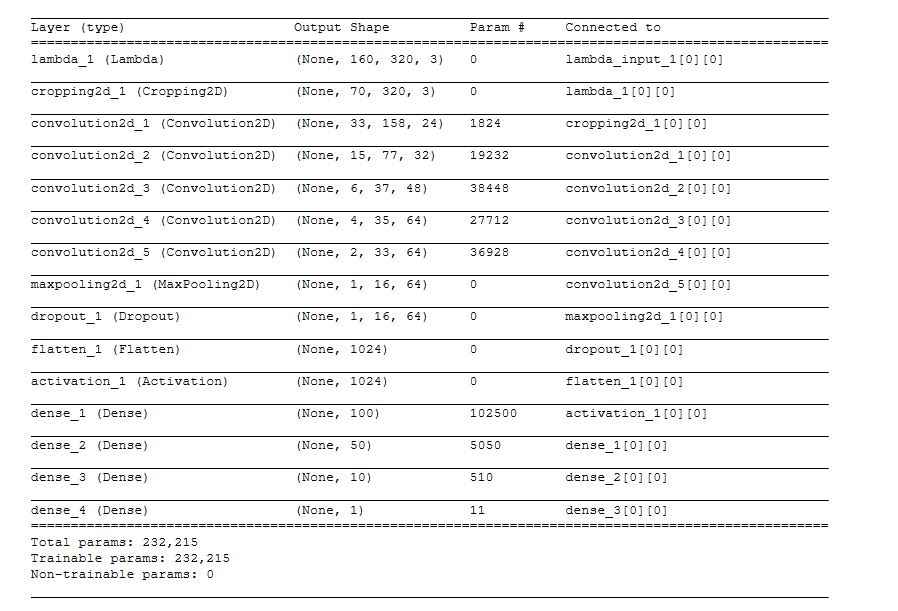 Layer (type) Output Shape Param # Connected to
lambda_1 (Lambda) (None, 160, 320, 3) 0 lambda_input_1[0][0]
cropping2d_1 (Cropping2D) (None, 70, 320, 3) 0 lambda_1[0][0]
convolution2d_1 (Convolution2D) (None, 33, 158, 24) 1824 cropping2d_1[0][0]
convolution2d_2 (Convolution2D) (None, 15, 77, 32) 19232 convolution2d_1[0][0]
convolution2d_3 (Convolution2D) (None, 6, 37, 48) 38448 convolution2d_2[0][0]
convolution2d_4 (Convolution2D) (None, 4, 35, 64) 27712 convolution2d_3[0][0]
convolution2d_5 (Convolution2D) (None, 2, 33, 64) 36928 convolution2d_4[0][0]
maxpooling2d_1 (MaxPooling2D) (None, 1, 16, 64) 0 convolution2d_5[0][0]
dropout_1 (Dropout) (None, 1, 16, 64) 0 maxpooling2d_1[0][0]
flatten_1 (Flatten) (None, 1024) 0 dropout_1[0][0]
activation_1 (Activation) (None, 1024) 0 flatten_1[0][0]
dense_1 (Dense) (None, 100) 102500 activation_1[0][0]
dense_2 (Dense) (None, 50) 5050 dense_1[0][0]
dense_3 (Dense) (None, 10) 510 dense_2[0][0]
dense_4 (Dense) (None, 1) 11 dense_3[0][0]
Total params: 232,215
Trainable params: 232,215
Non-trainable params: 0